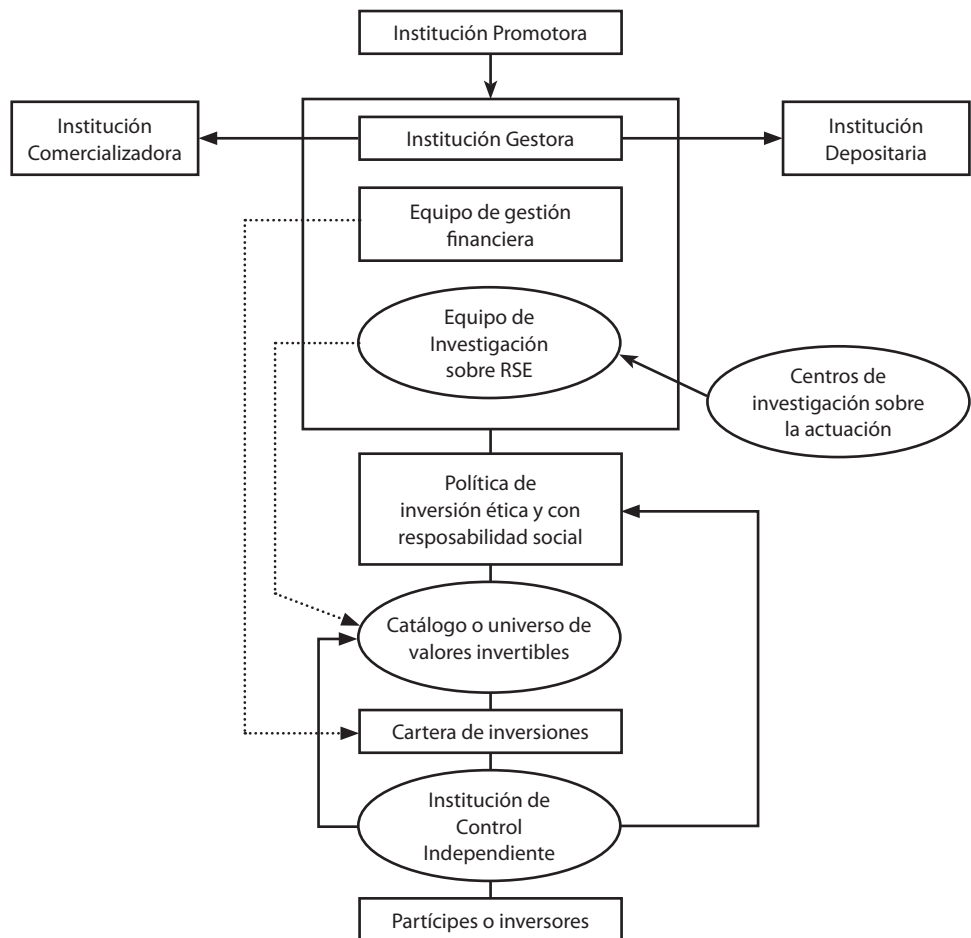 Institución Promotora
Institución
Comercializadora
Institución Gestora
Institución
Depositaria
Equipo de gestión
financiera
Equipo de
Investigación
sobre RSE
Centros de
investigación sobre
la actuación
Política de
inversión ética y con
resposabilidad social
Catálogo o universo de
valores invertibles
Cartera de inversiones
Institución de
Control
Independiente
Partícipes o inversores